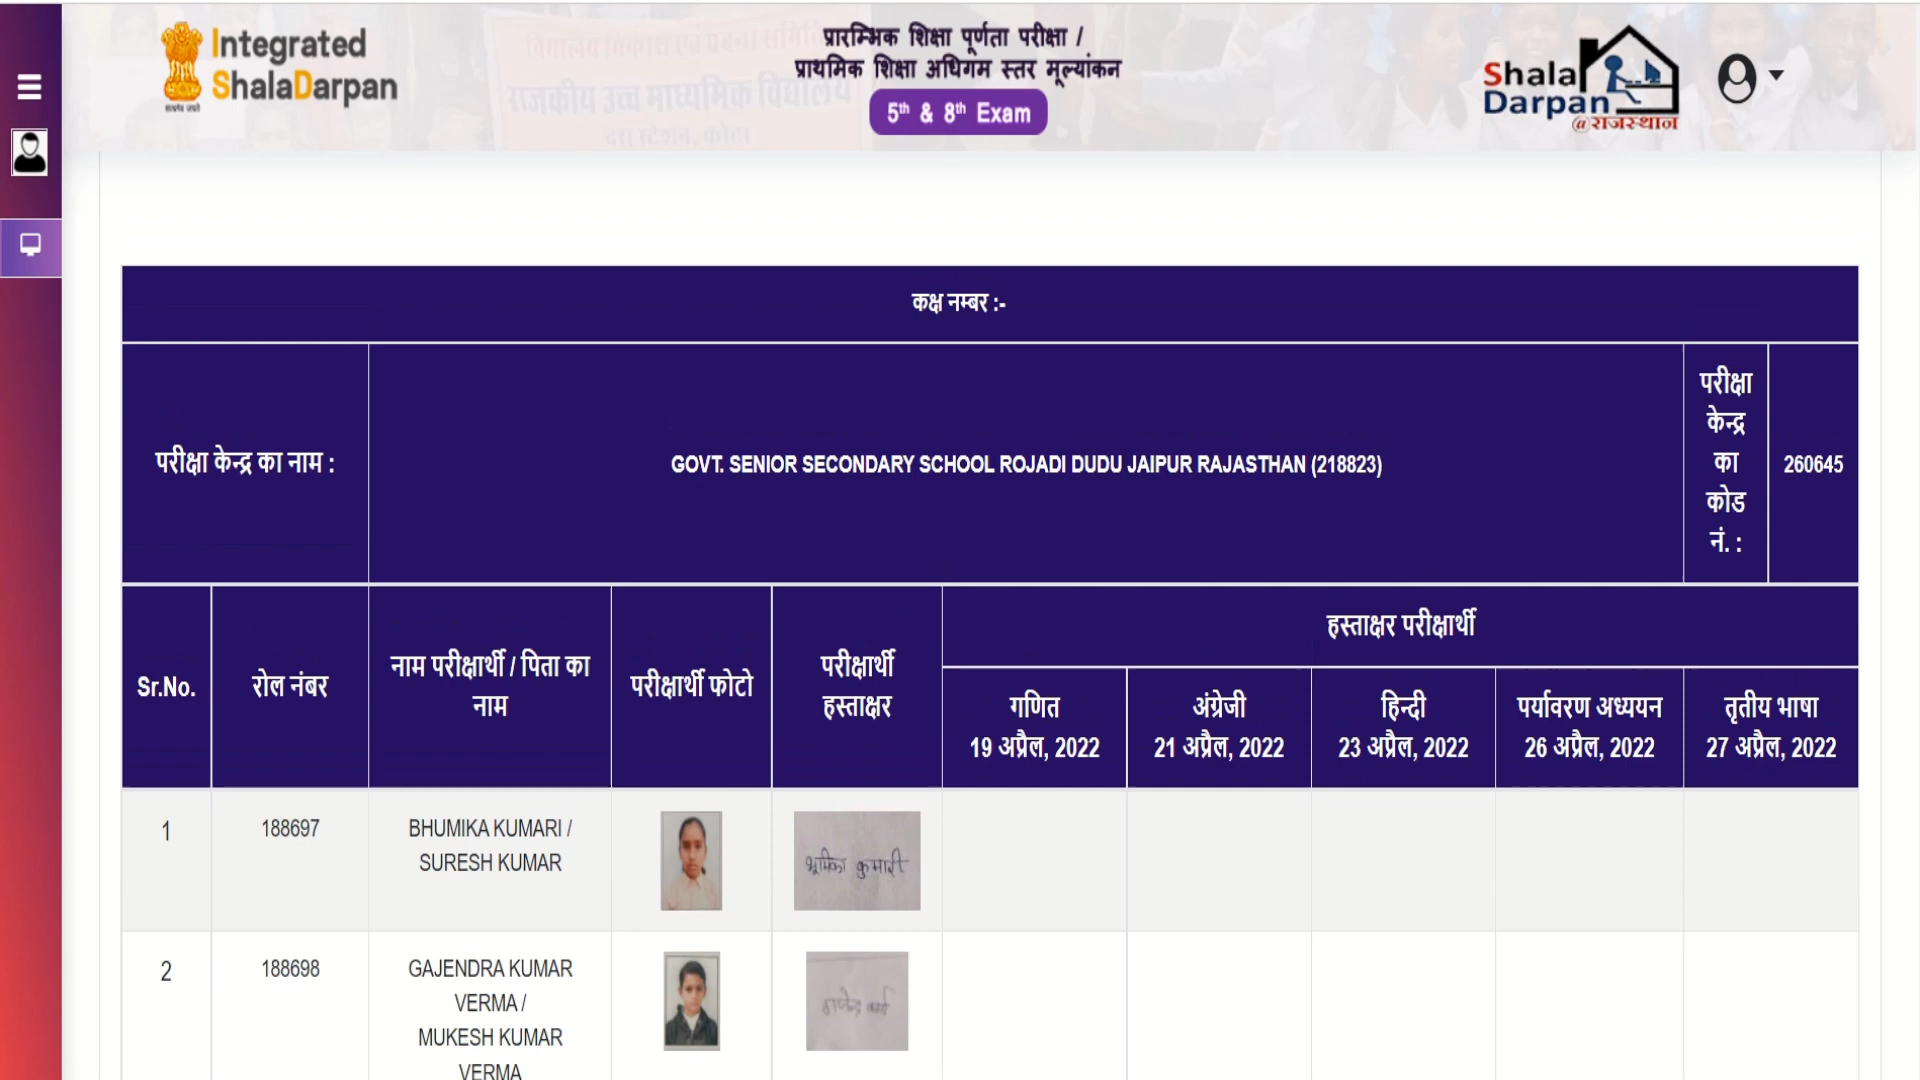 Integrated
ShalaDarpan
प्रारम्भिक शिक्षा पूर्णता परीक्षा /
प्राथमिक शिक्षा अधिगम स्तर मूल्यांकन
5th & 8th Exam
राजकीय उच्च माध्यमिक विद्यालय
Shala
Darpan
@राजस्थान
कक्ष नम्बर :-
परीक्षा केन्द्र का नाम :
GOVT. SENIOR SECONDARY SCHOOL ROJADI DUDU JAIPUR RAJASTHAN (218823)
परीक्षा
केन्द्र
का
कोड
नं. :
260645
Sr.No.
रोल नंबर
नाम परीक्षार्थी / पिता का
नाम
परीक्षार्थी फोटो
परीक्षार्थी
हस्ताक्षर
हस्ताक्षर परीक्षार्थी
गणित
19 अप्रैल, 2022
अंग्रेजी
21 अप्रैल, 2022
हिन्दी
23 अप्रैल, 2022
पर्यावरण अध्ययन
26 अप्रैल, 2022
तृतीय भाषा
27 अप्रैल, 2022
1
188697
BHUMIKA KUMARI /
SURESH KUMAR
भूमिका कुमारी
2
188698
GAJENDRA KUMAR
VERMA /
MUKESH KUMAR
VERMA